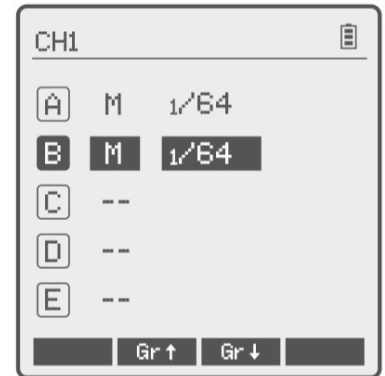 CH1
A M 1/64
B M 1/64
C --
D --
E --
Gr↑ Gr↓